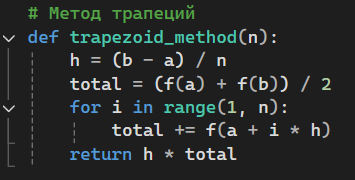 # Метод трапеций
def trapezoid_method(n):
    h = (b - a) / n
    total = (f(a) + f(b)) / 2
    for i in range(1, n):
        total += f(a + i * h)
    return h * total